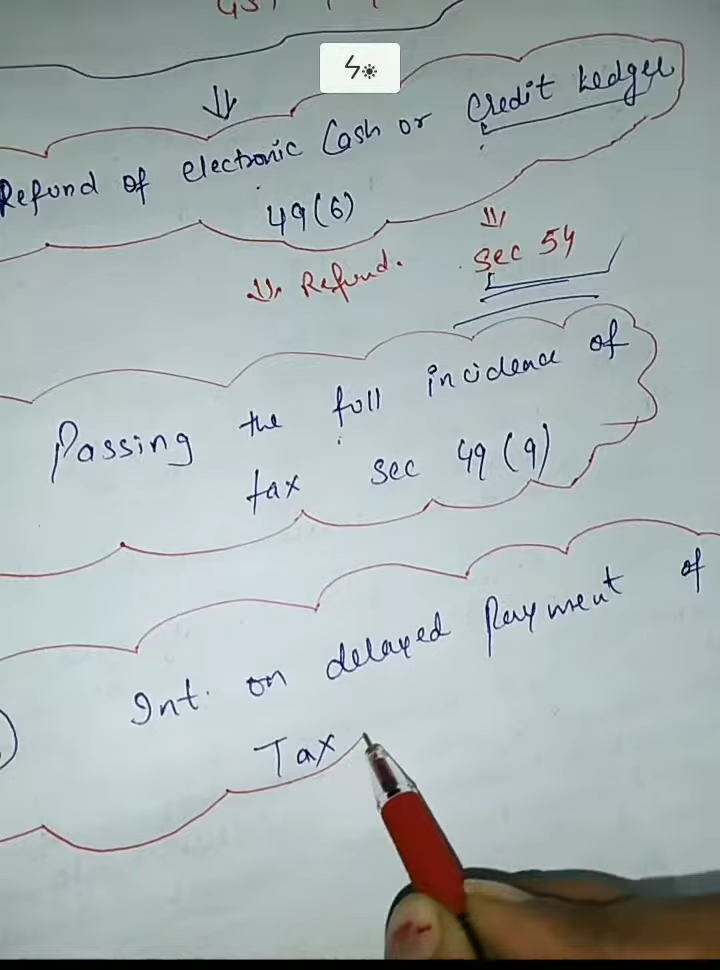 GST
Refund of electronic Cash or Credit Ledger
49(6)
Refund. Sec 54
Passing the full incidence of
tax sec 49(9)
Int. on delayed Payment of
Tax